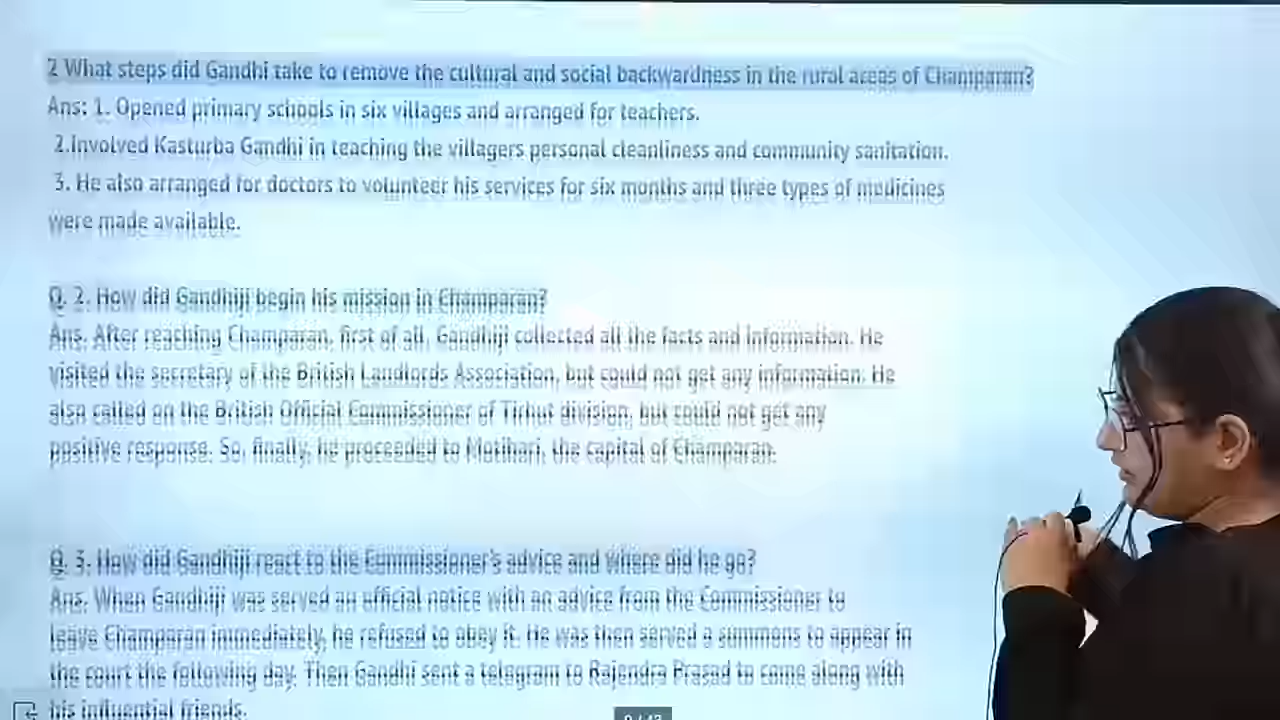 2 What steps did Gandhi take to remove the cultural and social backwardness in the rural areas of Champaran?
Ans: 1. Opened primary schools in six villages and arranged for teachers.
2.Involved Kasturba Gandhi in teaching the villagers personal cleanliness and community sanitation.
3. He also arranged for doctors to volunteer his services for six months and three types of medicines
were made available.
Q. 2. How did Gandhiji begin his mission in Champaran?
Ans. After reaching Champaran, first of all, Gandhiji collected all the facts and information. He
visited the secretary of the British Landlords Association, but could not get any information. He
also called on the British Official Commissioner of Tirhut division, but could not get any
positive response. So, finally, he proceeded to Motihari, the capital of Champaran.
Q. 3. How did Gandhiji react to the Commissioner's advice and where did he go?
Ans. When Gandhiji was served an official notice with an advice from the Commissioner to
leave Champaran immediately, he refused to obey it. He was then served a summons to appear in
the court the following day. Then Gandhi sent a telegram to Rajendra Prasad to come along with
his influential friends.